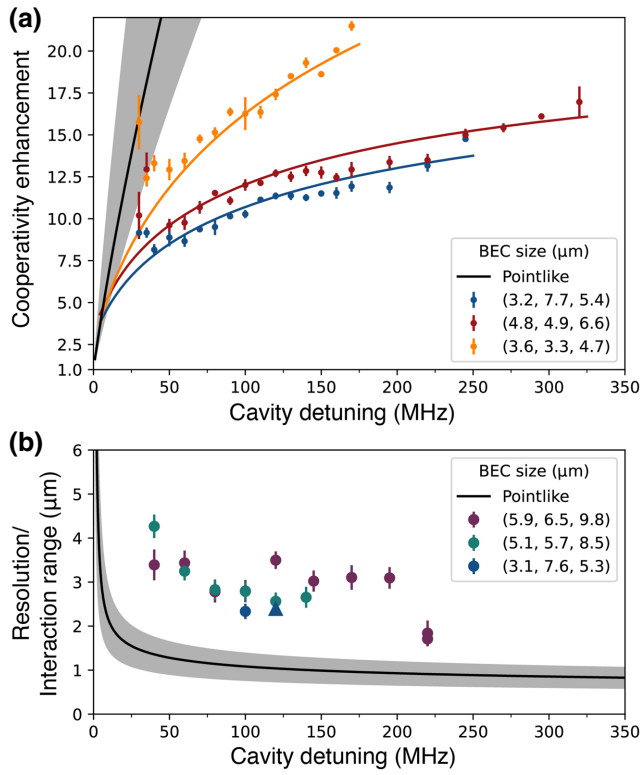 (a)
Cooperativity enhancement
20.0
17.5
15.0
12.5
10.0
7.5
5.0
2.5
1.0
BEC size (μm)
Pointlike
(3.2, 7.7, 5.4)
(4.8, 4.9, 6.6)
(3.6, 3.3, 4.7)
0 50 100 150 200 250 300 350
Cavity detuning (MHz)
(b)
Resolution/
Interaction range (μm)
6
5
4
3
2
1
0
BEC size (μm)
Pointlike
(5.9, 6.5, 9.8)
(5.1, 5.7, 8.5)
(3.1, 7.6, 5.3)
0 50 100 150 200 250 300 350
Cavity detuning (MHz)